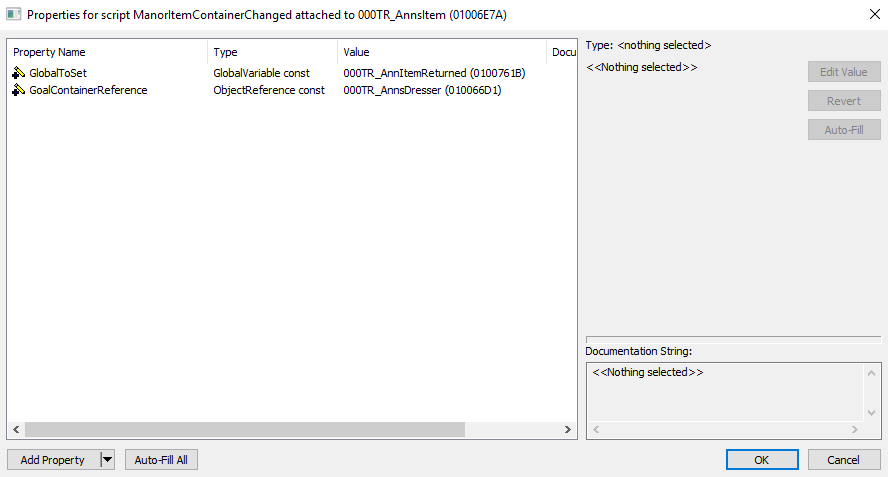 Properties for script ManorItemContainerChanged attached to 000TR_AnnsItem (01006E7A)
Property Name Type Value Docu
GlobalToSet GlobalVariable const 000TR_AnnItemReturned (0100761B)
GoalContainerReference ObjectReference const 000TR_AnnsDresser (010066D1)
Type: <nothing selected>
<<Nothing selected>>
Edit Value
Revert
Auto-Fill
Documentation String:
<<Nothing selected>>
Add Property Auto-Fill All OK Cancel